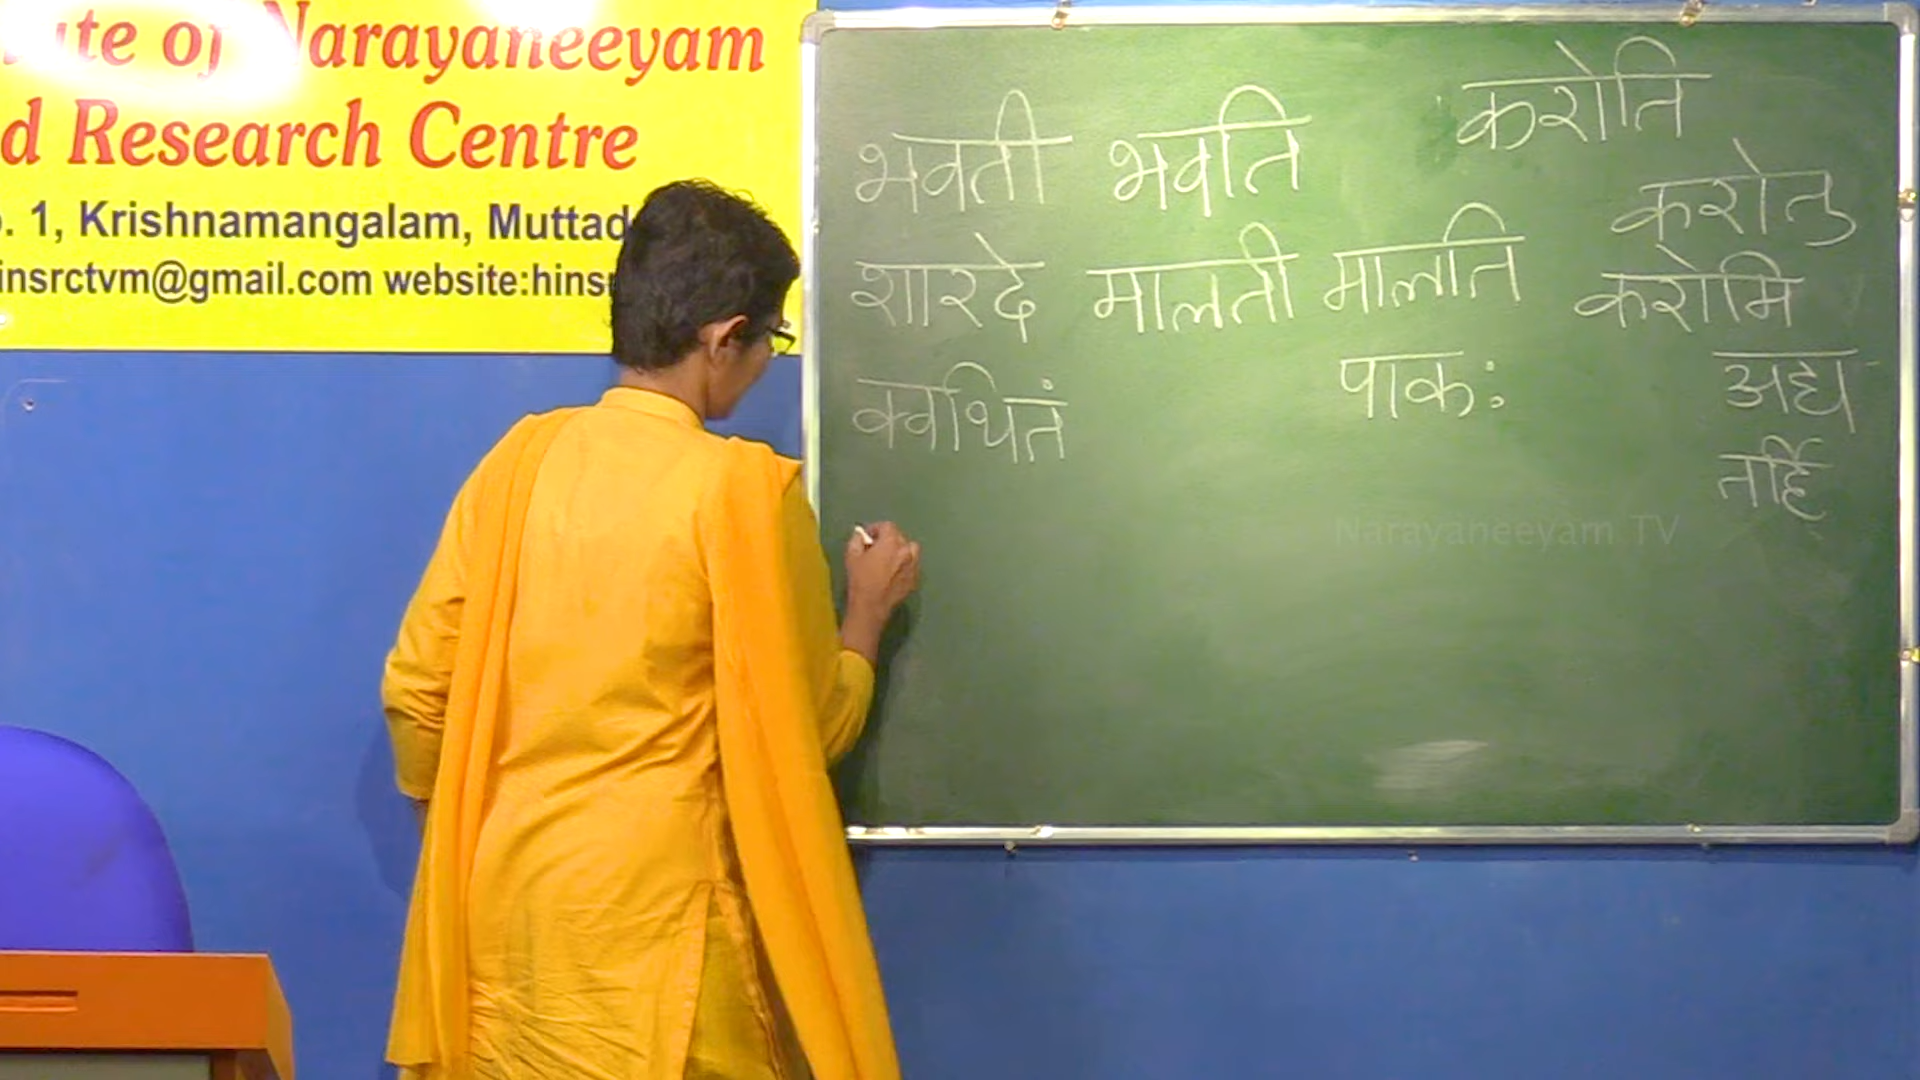 of Narayaneeyam
d Research Centre
. 1, Krishnamangalam, Muttad
insrctvm@gmail.com website:hins
भवती भवति करोति
करोतु
शारदे मालती मालति करोमि
क्वथितं पाकः अद्य
तर्हि
Narayaneeyam TV